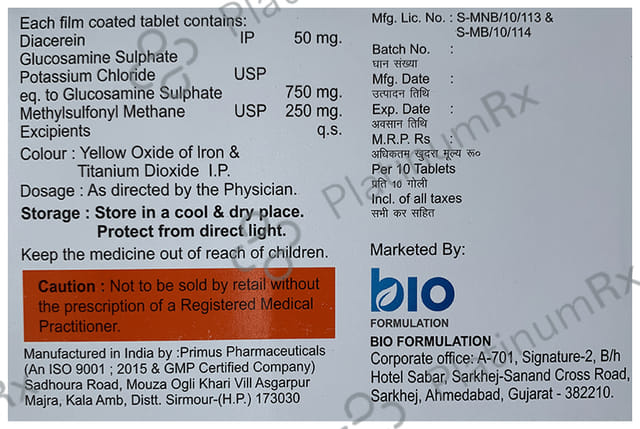 Each film coated tablet contains:
Diacerein IP 50 mg.
Glucosamine Sulphate
Potassium Chloride USP
eq. to Glucosamine Sulphate 750 mg.
Methylsulfonyl Methane USP 250 mg.
Excipients q.s.
Colour : Yellow Oxide of Iron &
Titanium Dioxide I.P.
Dosage : As directed by the Physician.
Storage : Store in a cool & dry place.
Protect from direct light.
Keep the medicine out of reach of children.
Caution : Not to be sold by retail without
the prescription of a Registered Medical
Practitioner.
Manufactured in India by :Primus Pharmaceuticals
(An ISO 9001 ; 2015 & GMP Certified Company)
Sadhoura Road, Mouza Ogli Khari Vill Asgarpur
Majra, Kala Amb, Distt. Sirmour-(H.P.) 173030
Mfg. Lic. No. : S-MNB/10/113 &
S-MB/10/114
Batch No. :
घान संख्या
Mfg. Date :
उत्पादन तिथि
Exp. Date :
अवसान तिथि
M.R.P. Rs :
अधिकतम खुदरा मूल्य रू०
Per 10 Tablets
प्रति 10 गोली
Incl. of all taxes
सभी कर सहित
Marketed By:
bio
FORMULATION
BIO FORMULATION
Corporate office: A-701, Signature-2, B/h
Hotel Sabar, Sarkhej-Sanand Cross Road,
Sarkhej, Ahmedabad, Gujarat - 382210.
PlatinumRx
PlatinumRx
PlatinumRx
Rx